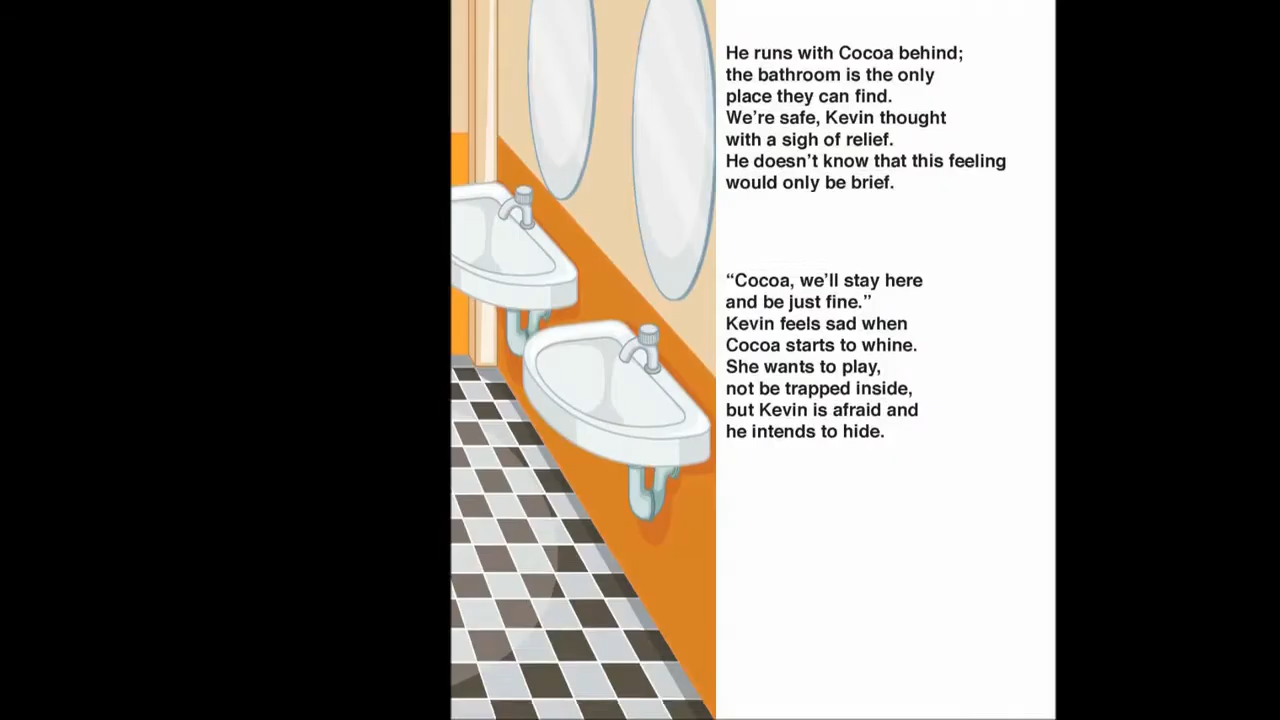 He runs with Cocoa behind;
the bathroom is the only
place they can find.
We’re safe, Kevin thought
with a sigh of relief.
He doesn’t know that this feeling
would only be brief.
“Cocoa, we’ll stay here
and be just fine.”
Kevin feels sad when
Cocoa starts to whine.
She wants to play,
not be trapped inside,
but Kevin is afraid and
he intends to hide.